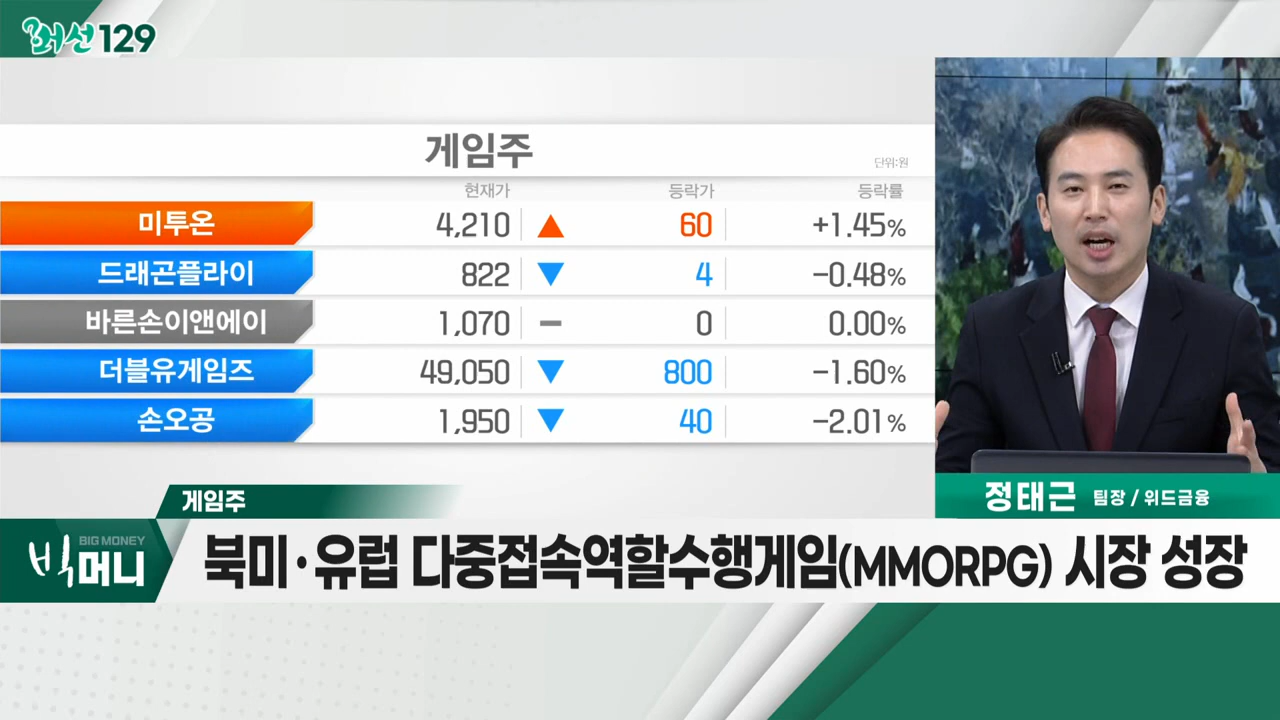 머선129
게임주
단위:원
현재가 등락가 등락률
미투온 4,210 ▲ 60 +1.45%
드래곤플라이 822 ▼ 4 -0.48%
바른손이앤에이 1,070 - 0 0.00%
더블유게임즈 49,050 ▼ 800 -1.60%
손오공 1,950 ▼ 40 -2.01%
정태근 팀장 / 위드금융
게임주
BIG MONEY
빅머니
북미·유럽 다중접속역할수행게임(MMORPG) 시장 성장